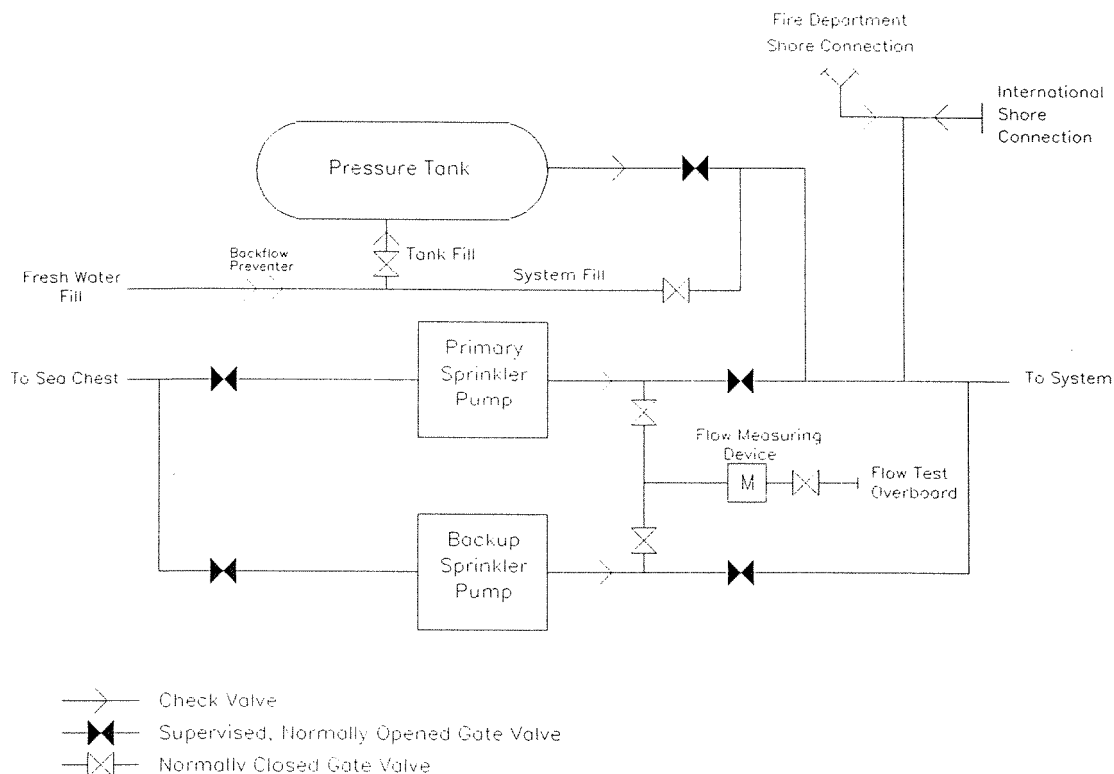 Fire Department
Shore Connection
International
Shore
Connection
Pressure Tank
Backflow
Preventer
Tank Fill
Fresh Water
Fill
System Fill
Primary
Sprinkler
Pump
To Sea Chest
To System
Flow Measuring
Device
M
Flow Test
Overboard
Backup
Sprinkler
Pump
Check Valve
Supervised, Normally Opened Gate Valve
Normally Closed Gate Valve